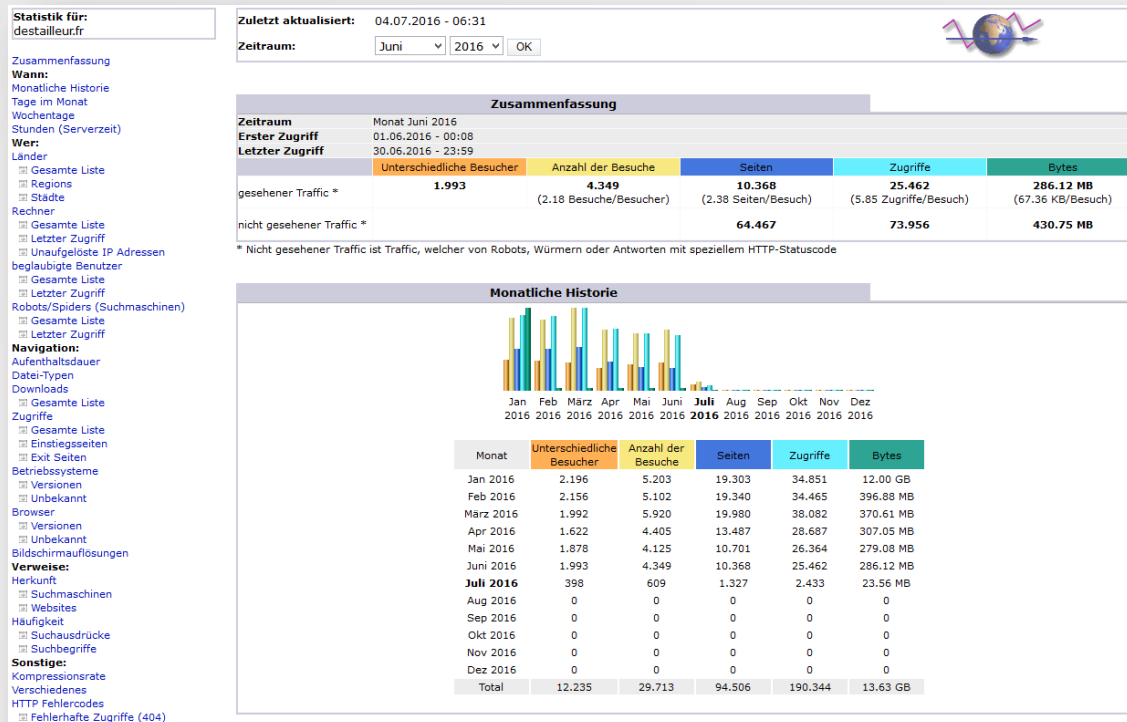 Statistik für:
destailleur.fr
Zusammenfassung
Wann:
Monatliche Historie
Tage im Monat
Wochentage
Stunden (Serverzeit)
Wer:
Länder
Gesamte Liste
Regions
Städte
Rechner
Gesamte Liste
Letzter Zugriff
Unaufgelöste IP Adressen
beglaubigte Benutzer
Gesamte Liste
Letzter Zugriff
Robots/Spiders (Suchmaschinen)
Gesamte Liste
Letzter Zugriff
Navigation:
Aufenthaltsdauer
Datei-Typen
Downloads
Gesamte Liste
Zugriffe
Gesamte Liste
Einstiegsseiten
Exit Seiten
Betriebssysteme
Versionen
Unbekannt
Browser
Versionen
Unbekannt
Bildschirmauflösungen
Verweise:
Herkunft
Suchmaschinen
Websites
Häufigkeit
Suchausdrücke
Suchbegriffe
Sonstige:
Kompressionsrate
Verschiedenes
HTTP Fehlercodes
Fehlerhafte Zugriffe (404)
Zuletzt aktualisiert: 04.07.2016 - 06:31
Zeitraum: Juni 2016 OK
Zusammenfassung
Zeitraum Monat Juni 2016
Erster Zugriff 01.06.2016 - 00:08
Letzter Zugriff 30.06.2016 - 23:59
Unterschiedliche Besucher Anzahl der Besuche Seiten Zugriffe Bytes
gesehener Traffic * 1.993 4.349 10.368 25.462 286.12 MB
(2.18 Besuche/Besucher) (2.38 Seiten/Besuch) (5.85 Zugriffe/Besuch) (67.36 KB/Besuch)
nicht gesehener Traffic * 64.467 73.956 430.75 MB
* Nicht gesehener Traffic ist Traffic, welcher von Robots, Würmern oder Antworten mit speziellem HTTP-Statuscode
Monatliche Historie
Jan Feb März Apr Mai Juni Juli Aug Sep Okt Nov Dez
2016 2016 2016 2016 2016 2016 2016 2016 2016 2016 2016 2016
Monat Unterschiedliche Besucher Anzahl der Besuche Seiten Zugriffe Bytes
Jan 2016 2.196 5.203 19.303 34.851 12.00 GB
Feb 2016 2.156 5.102 19.340 34.465 396.88 MB
März 2016 1.992 5.920 19.980 38.082 370.61 MB
Apr 2016 1.622 4.405 13.487 28.687 307.05 MB
Mai 2016 1.878 4.125 10.701 26.364 279.08 MB
Juni 2016 1.993 4.349 10.368 25.462 286.12 MB
Juli 2016 398 609 1.327 2.433 23.56 MB
Aug 2016 0 0 0 0 0
Sep 2016 0 0 0 0 0
Okt 2016 0 0 0 0 0
Nov 2016 0 0 0 0 0
Dez 2016 0 0 0 0 0
Total 12.235 29.713 94.506 190.344 13.63 GB